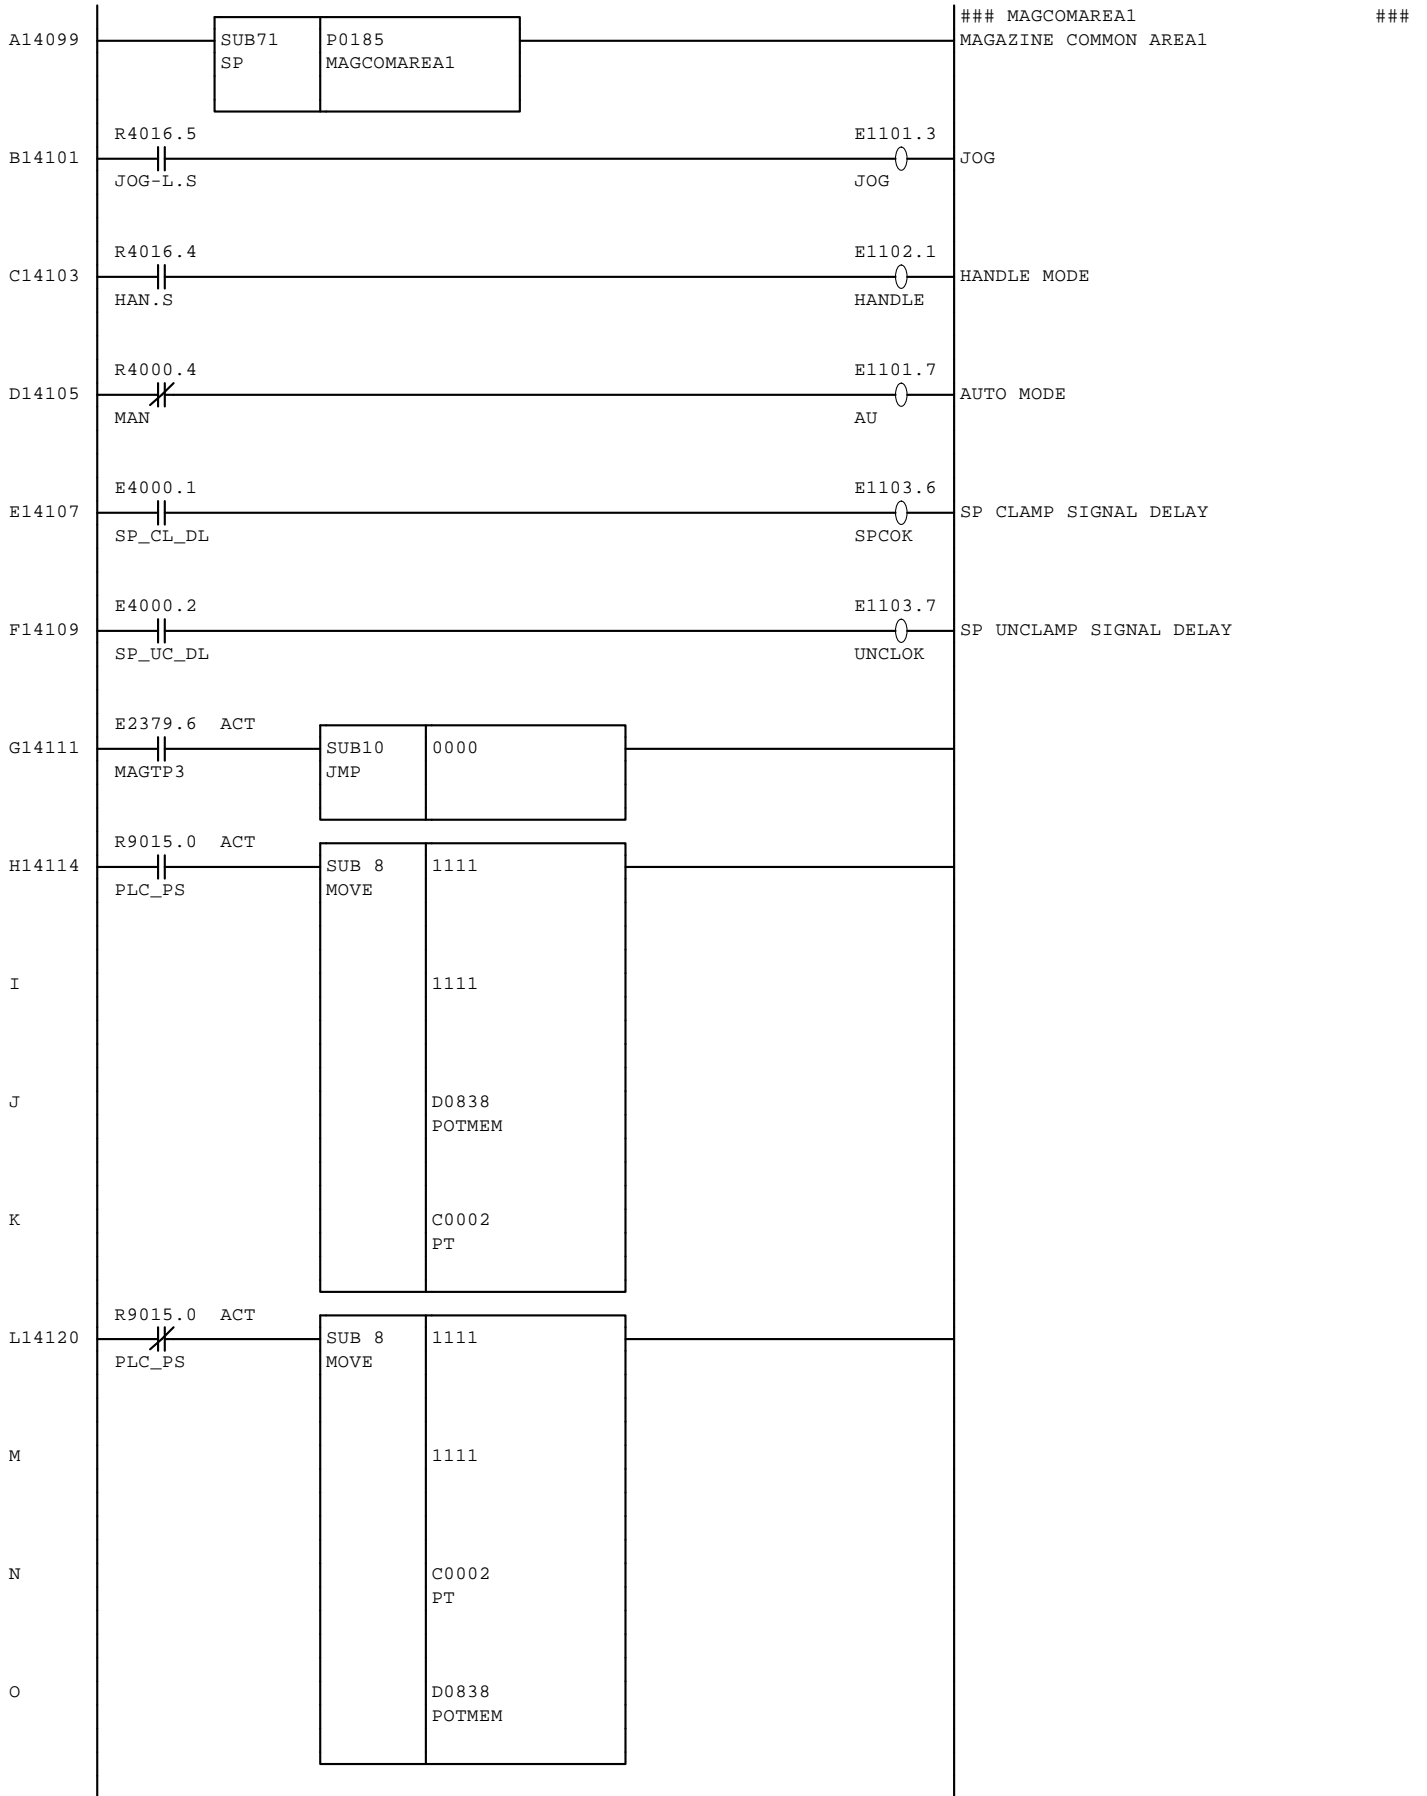 ### MAGCOMAREA1 ###
A14099 SUB71 P0185 MAGAZINE COMMON AREA1
SP MAGCOMAREA1
R4016.5 E1101.3
B14101 JOG
JOG-L.S JOG
R4016.4 E1102.1
C14103 HANDLE MODE
HAN.S HANDLE
R4000.4 E1101.7
D14105 AUTO MODE
MAN AU
E4000.1 E1103.6
E14107 SP CLAMP SIGNAL DELAY
SP_CL_DL SPCOK
E4000.2 E1103.7
F14109 SP UNCLAMP SIGNAL DELAY
SP_UC_DL UNCLOK
E2379.6 ACT
G14111 SUB10 0000
MAGTP3 JMP
R9015.0 ACT
H14114 SUB 8 1111
PLC_PS MOVE
I 1111
J D0838
POTMEM
K C0002
PT
R9015.0 ACT
L14120 SUB 8 1111
PLC_PS MOVE
M 1111
N C0002
PT
O D0838
POTMEM